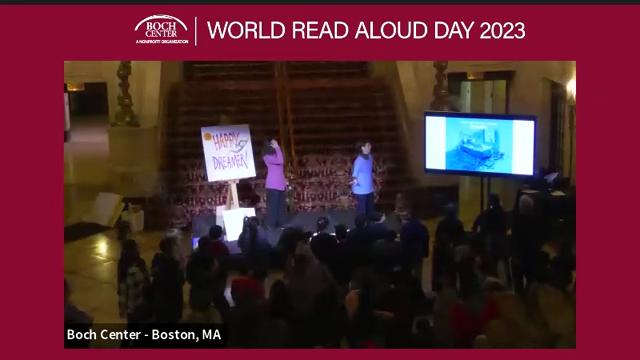 BOCH
CENTER
A NONPROFIT ORGANIZATION
WORLD READ ALOUD DAY 2023
HAPPY
DREAMER
Boch Center - Boston, MA